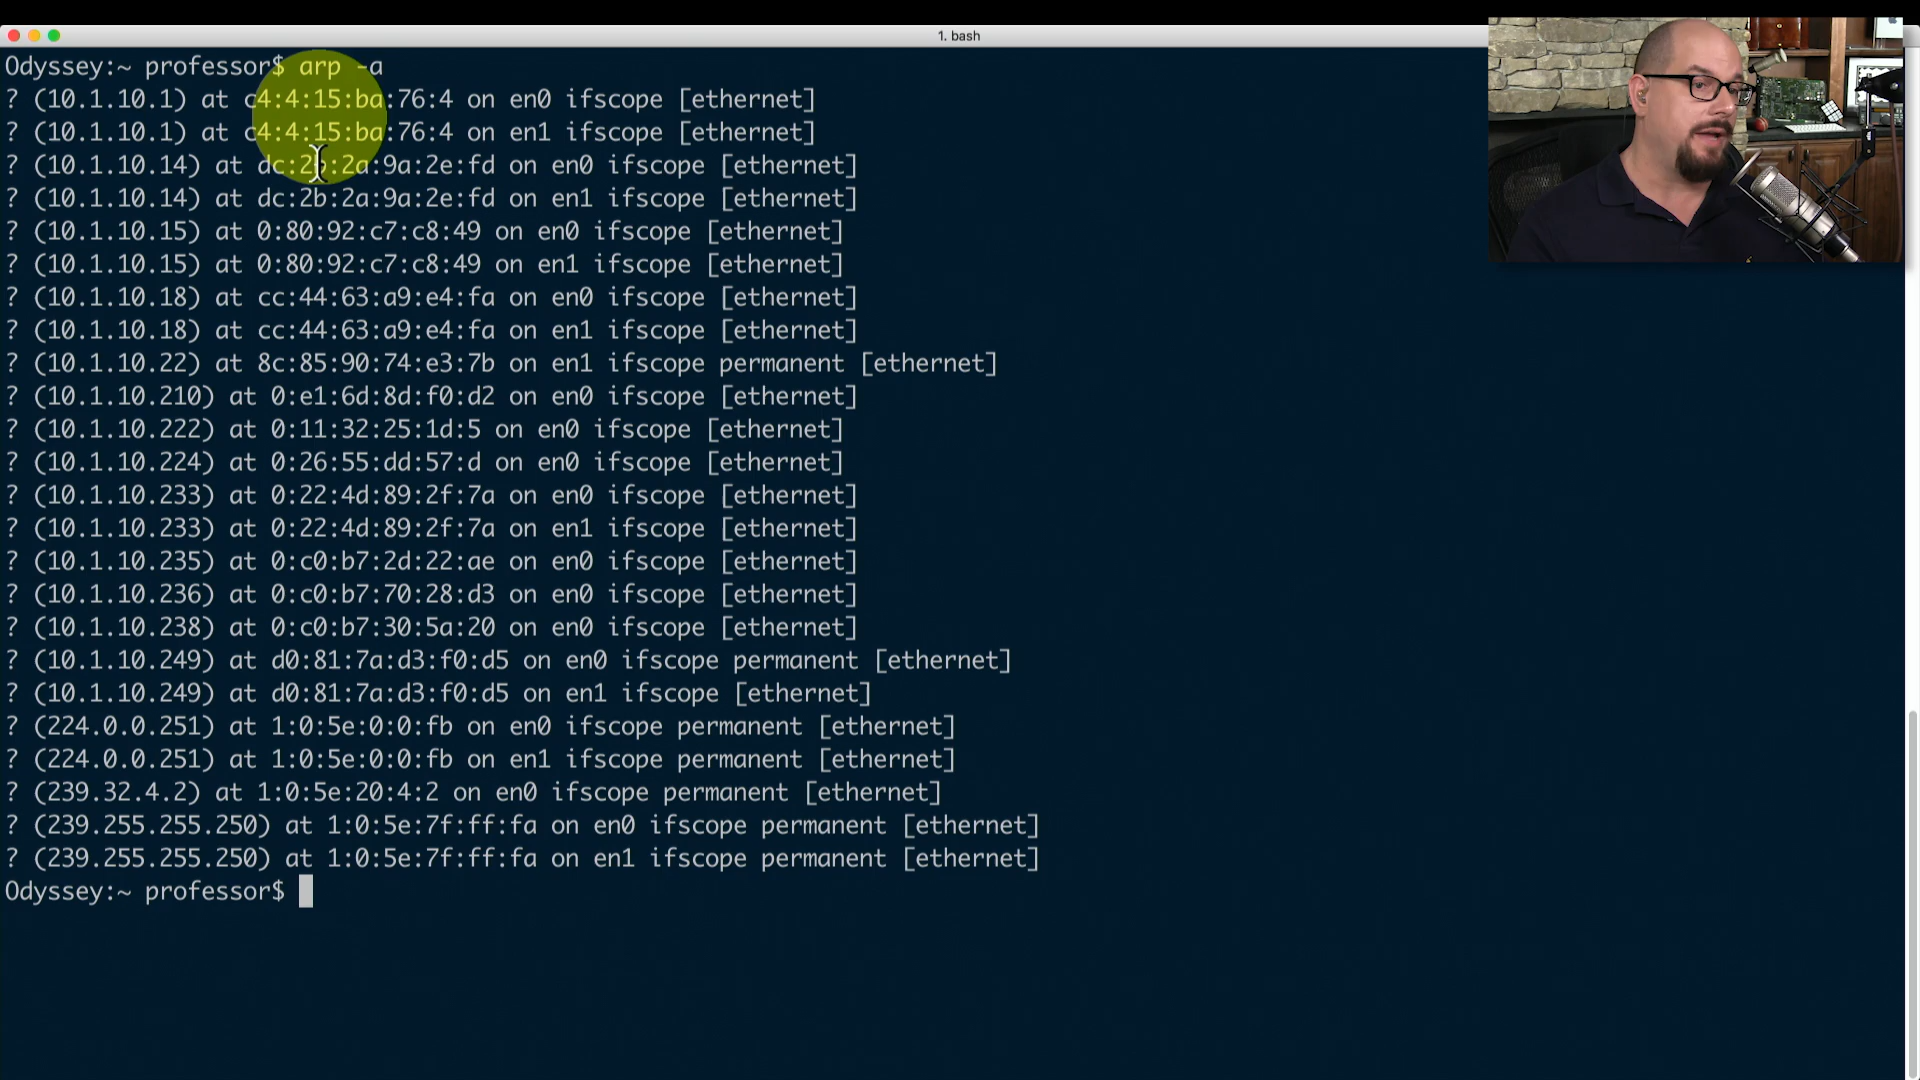 1. bash
Odyssey:~ professor$ arp -a
? (10.1.10.1) at c4:4:15:ba:76:4 on en0 ifscope [ethernet]
? (10.1.10.1) at c4:4:15:ba:76:4 on en1 ifscope [ethernet]
? (10.1.10.14) at dc:2b:2a:9a:2e:fd on en0 ifscope [ethernet]
? (10.1.10.14) at dc:2b:2a:9a:2e:fd on en1 ifscope [ethernet]
? (10.1.10.15) at 0:80:92:c7:c8:49 on en0 ifscope [ethernet]
? (10.1.10.15) at 0:80:92:c7:c8:49 on en1 ifscope [ethernet]
? (10.1.10.18) at cc:44:63:a9:e4:fa on en0 ifscope [ethernet]
? (10.1.10.18) at cc:44:63:a9:e4:fa on en1 ifscope [ethernet]
? (10.1.10.22) at 8c:85:90:74:e3:7b on en1 ifscope permanent [ethernet]
? (10.1.10.210) at 0:e1:6d:8d:f0:d2 on en0 ifscope [ethernet]
? (10.1.10.222) at 0:11:32:25:1d:5 on en0 ifscope [ethernet]
? (10.1.10.224) at 0:26:55:dd:57:d on en0 ifscope [ethernet]
? (10.1.10.233) at 0:22:4d:89:2f:7a on en0 ifscope [ethernet]
? (10.1.10.233) at 0:22:4d:89:2f:7a on en1 ifscope [ethernet]
? (10.1.10.235) at 0:c0:b7:2d:22:ae on en0 ifscope [ethernet]
? (10.1.10.236) at 0:c0:b7:70:28:d3 on en0 ifscope [ethernet]
? (10.1.10.238) at 0:c0:b7:30:5a:20 on en0 ifscope [ethernet]
? (10.1.10.249) at d0:81:7a:d3:f0:d5 on en0 ifscope permanent [ethernet]
? (10.1.10.249) at d0:81:7a:d3:f0:d5 on en1 ifscope [ethernet]
? (224.0.0.251) at 1:0:5e:0:0:fb on en0 ifscope permanent [ethernet]
? (224.0.0.251) at 1:0:5e:0:0:fb on en1 ifscope permanent [ethernet]
? (239.32.4.2) at 1:0:5e:20:4:2 on en0 ifscope permanent [ethernet]
? (239.255.255.250) at 1:0:5e:7f:ff:fa on en0 ifscope permanent [ethernet]
? (239.255.255.250) at 1:0:5e:7f:ff:fa on en1 ifscope permanent [ethernet]
Odyssey:~ professor$